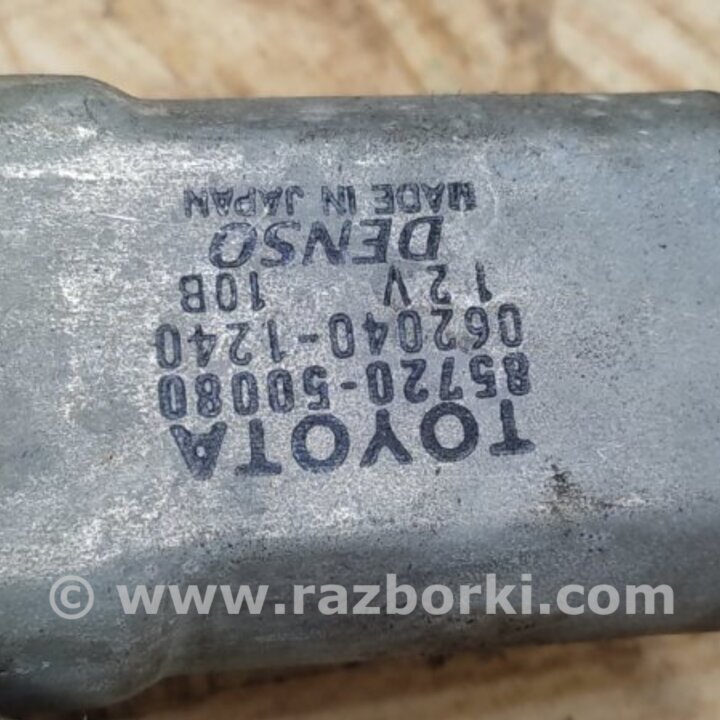 TOYOTA
85720-50080
062040-1240
12V 10B
DENSO
MADE IN JAPAN
© www.razborki.com